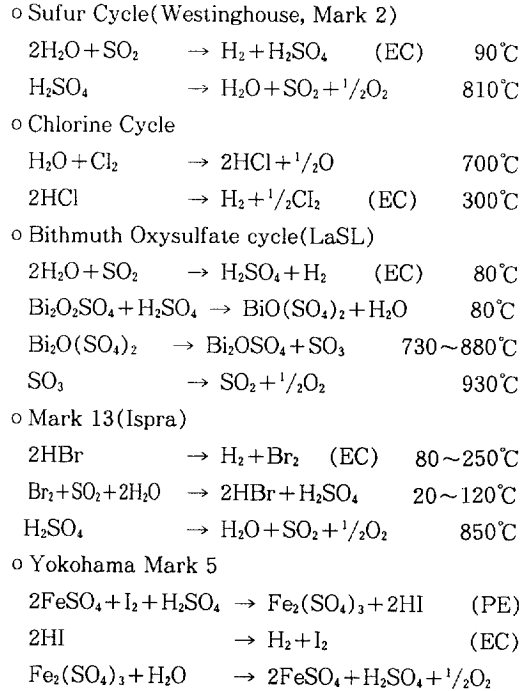 o Sufur Cycle(Westinghouse, Mark 2)
2H₂O+SO₂ → H₂+H₂SO₄ (EC) 90℃
H₂SO₄ → H₂O+SO₂+¹/₂O₂ 810℃
o Chlorine Cycle
H₂O+Cl₂ → 2HCl+¹/₂O 700℃
2HCl → H₂+¹/₂CI₂ (EC) 300℃
o Bithmuth Oxysulfate cycle(LaSL)
2H₂O+SO₂ → H₂SO₄+H₂ (EC) 80℃
Bi₂O₂SO₄+H₂SO₄ → BiO(SO₄)₂+H₂O 80℃
Bi₂O(SO₄)₂ → Bi₂OSO₄+SO₃ 730~880℃
SO₃ → SO₂+¹/₂O₂ 930℃
o Mark 13(Ispra)
2HBr → H₂+Br₂ (EC) 80~250℃
Br₂+SO₂+2H₂O → 2HBr+H₂SO₄ 20~120℃
H₂SO₄ → H₂O+SO₂+¹/₂O₂ 850℃
o Yokohama Mark 5
2FeSO₄+I₂+H₂SO₄ → Fe₂(SO₄)₃+2HI (PE)
2HI → H₂+I₂ (EC)
Fe₂(SO₄)₃+H₂O → 2FeSO₄+H₂SO₄+¹/₂O₂